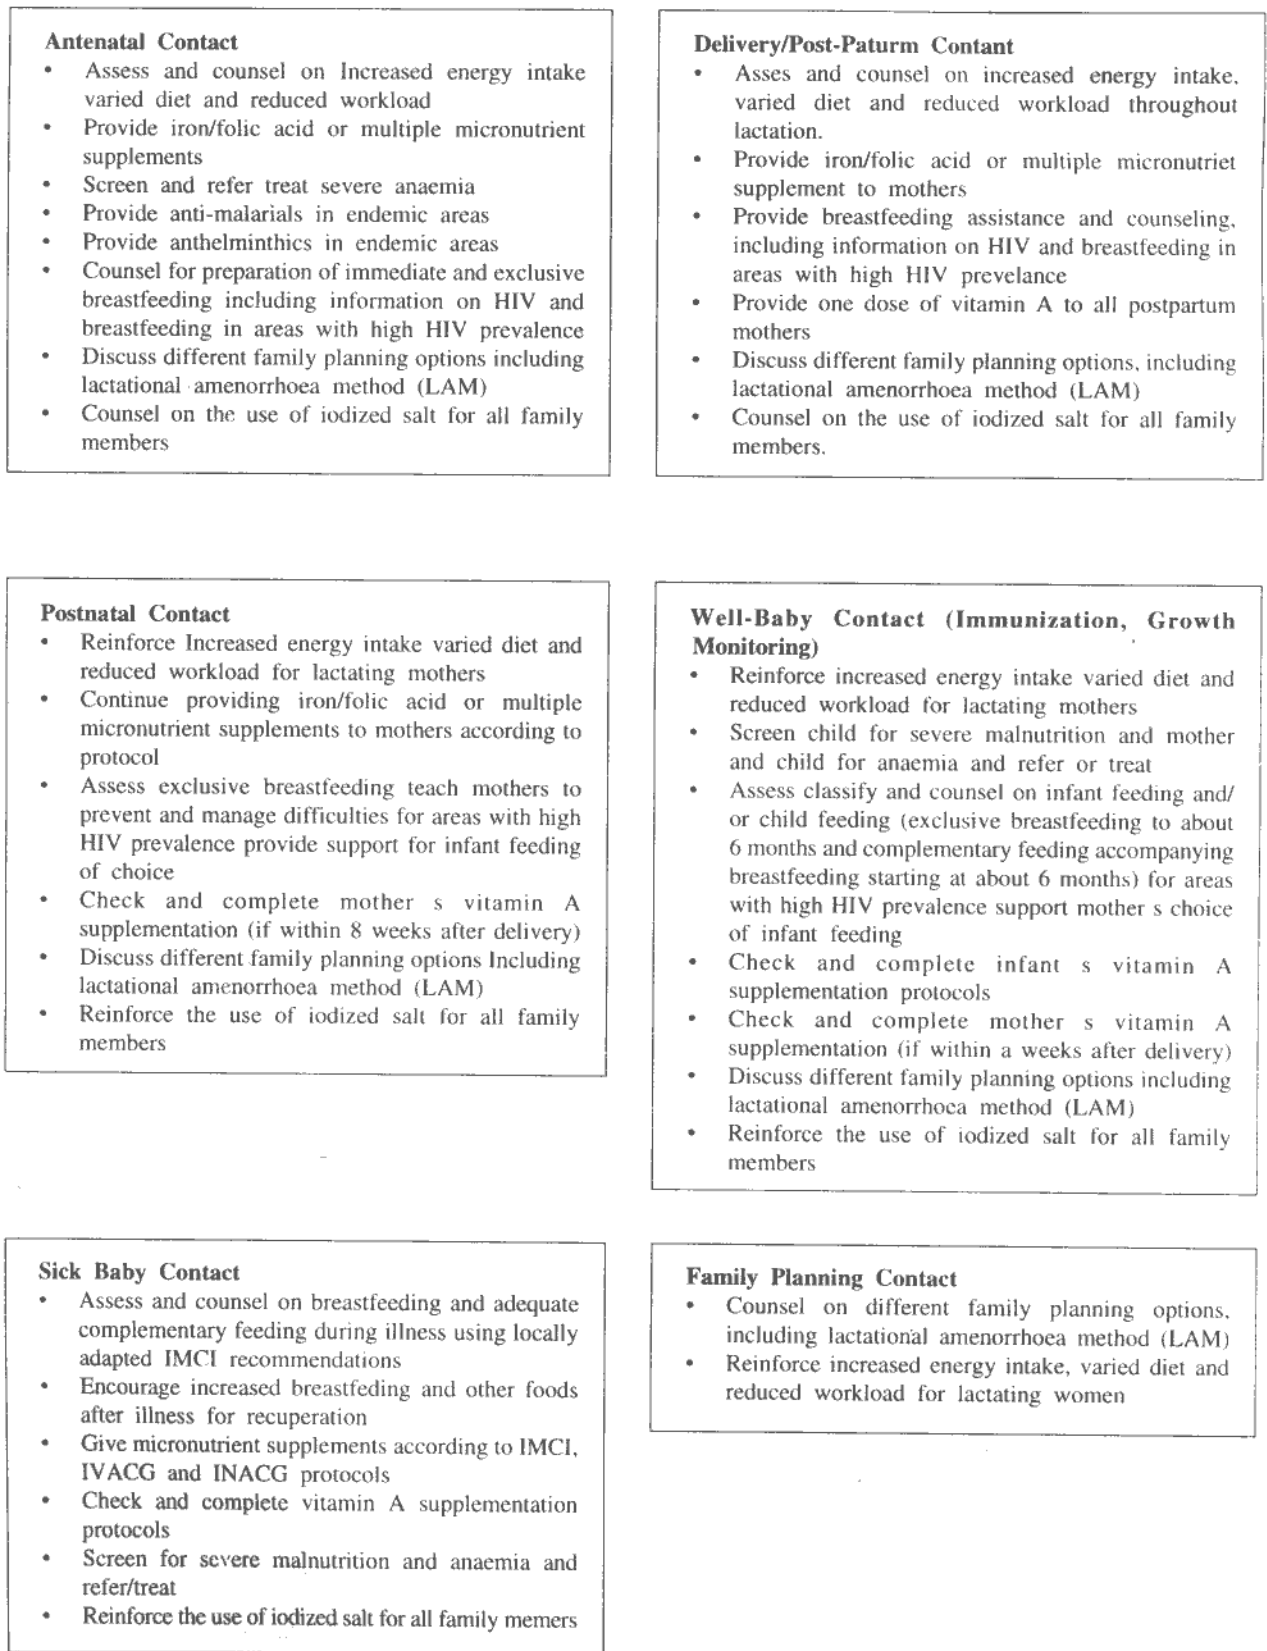 Antenatal Contact
• Assess and counsel on Increased energy intake
varied diet and reduced workload
• Provide iron/folic acid or multiple micronutrient
supplements
• Screen and refer treat severe anaemia
• Provide anti-malarials in endemic areas
• Provide anthelminthics in endemic areas
• Counsel for preparation of immediate and exclusive
breastfeeding including information on HIV and
breastfeeding in areas with high HIV prevalence
• Discuss different family planning options including
lactational amenorrhoea method (LAM)
• Counsel on the use of iodized salt for all family
members
Delivery/Post-Paturm Contant
• Asses and counsel on increased energy intake,
varied diet and reduced workload throughout
lactation.
• Provide iron/folic acid or multiple micronutriet
supplement to mothers
• Provide breastfeeding assistance and counseling,
including information on HIV and breastfeeding in
areas with high HIV prevelance
• Provide one dose of vitamin A to all postpartum
mothers
• Discuss different family planning options, including
lactational amenorrhoea method (LAM)
• Counsel on the use of iodized salt for all family
members.
Postnatal Contact
• Reinforce Increased energy intake varied diet and
reduced workload for lactating mothers
• Continue providing iron/folic acid or multiple
micronutrient supplements to mothers according to
protocol
• Assess exclusive breastfeeding teach mothers to
prevent and manage difficulties for areas with high
HIV prevalence provide support for infant feeding
of choice
• Check and complete mother s vitamin A
supplementation (if within 8 weeks after delivery)
• Discuss different family planning options Including
lactational amenorrhoea method (LAM)
• Reinforce the use of iodized salt for all family
members
Well-Baby Contact (Immunization, Growth
Monitoring)
• Reinforce increased energy intake varied diet and
reduced workload for lactating mothers
• Screen child for severe malnutrition and mother
and child for anaemia and refer or treat
• Assess classify and counsel on infant feeding and/
or child feeding (exclusive breastfeeding to about
6 months and complementary feeding accompanying
breastfeeding starting at about 6 months) for areas
with high HIV prevalence support mother s choice
of infant feeding
• Check and complete infant s vitamin A
supplementation protocols
• Check and complete mother s vitamin A
supplementation (if within a weeks after delivery)
• Discuss different family planning options including
lactational amenorrhoea method (LAM)
• Reinforce the use of iodized salt for all family
members
Sick Baby Contact
• Assess and counsel on breastfeeding and adequate
complementary feeding during illness using locally
adapted IMCI recommendations
• Encourage increased breastfeding and other foods
after illness for recuperation
• Give micronutrient supplements according to IMCI,
IVACG and INACG protocols
• Check and complete vitamin A supplementation
protocols
• Screen for severe malnutrition and anaemia and
refer/treat
• Reinforce the use of iodized salt for all family memers
Family Planning Contact
• Counsel on different family planning options,
including lactational amenorrhoea method (LAM)
• Reinforce increased energy intake, varied diet and
reduced workload for lactating women